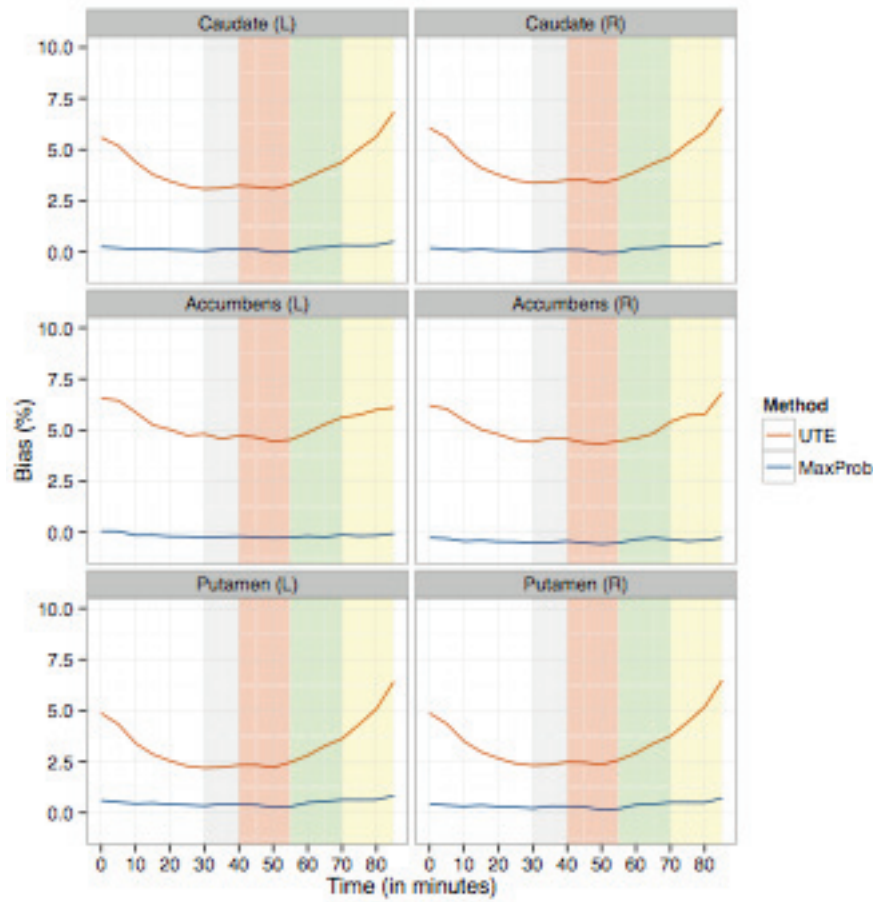 Caudate (L) Caudate (R)
10.0
7.5
5.0
2.5
0.0
Accumbens (L) Accumbens (R)
10.0
7.5
5.0
2.5
0.0
Putamen (L) Putamen (R)
10.0
7.5
5.0
2.5
0.0
0 10 20 30 40 50 60 70 80 0 10 20 30 40 50 60 70 80
Time (in minutes)
Bias (%)
Method
UTE
MaxProb